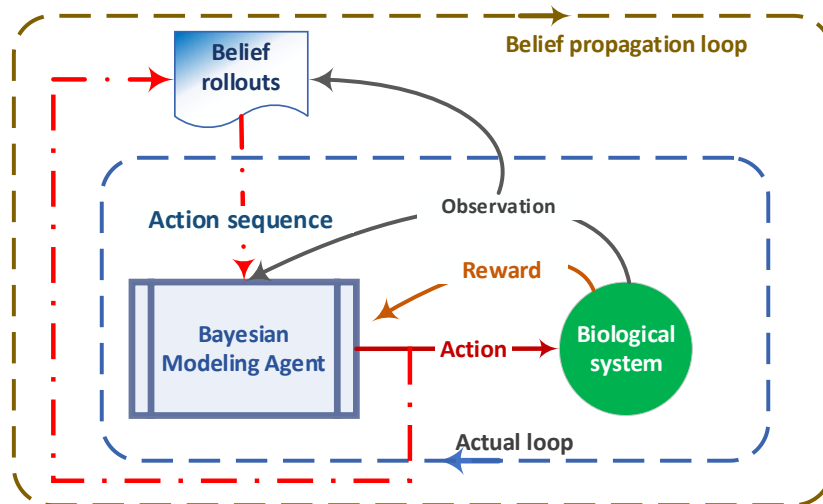 Belief propagation loop
Belief
rollouts
Observation
Action sequence
Reward
Bayesian
Modeling Agent
Action
Biological
system
Actual loop